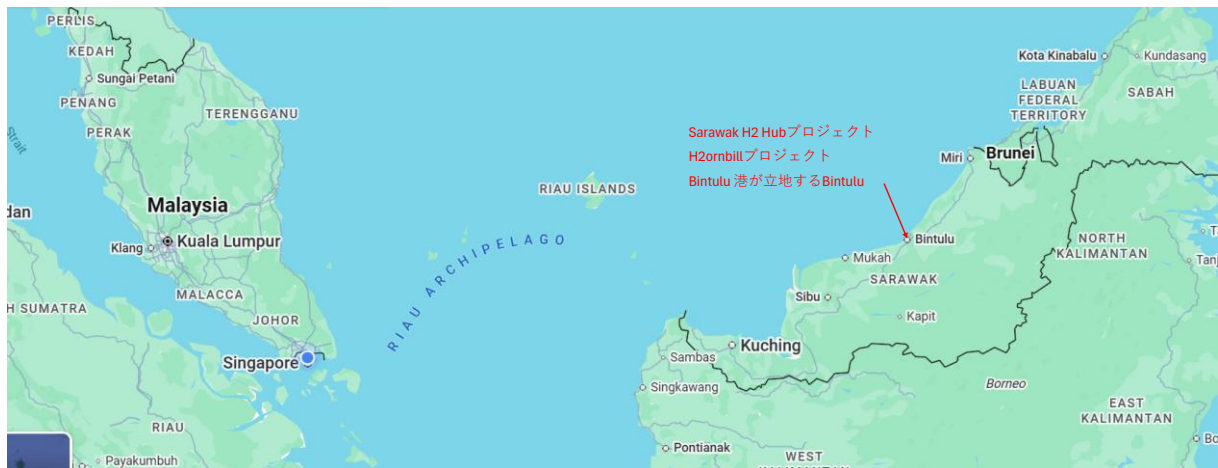 PERLIS
KEDAH
Sungai Petani
PENANG
PERAK
TERENGGANU
Strait
dan
Malaysia
Klang
Kuala Lumpur
MALACCA
H SUMATRA
JOHOR
Singapore
RIAU
Payakumbuh
RIAU ISLANDS
RIAU ARCHIPELAGO
Sarawak H2 Hubプロジェクト
H2ornbillプロジェクト
Bintulu 港が立地するBintulu
Kota Kinabalu
Kundasang
LABUAN
FEDERAL
TERRITORY
SABAH
Miri
Brunei
Bintulu
Mukah
SARAWAK
Sibu
Kapit
NORTH
KALIMANTAN
Tanj
Kuching
Sambas
Singkawang
Borneo
EAST
KALIMANTAN
Bo
Pontianak
WEST